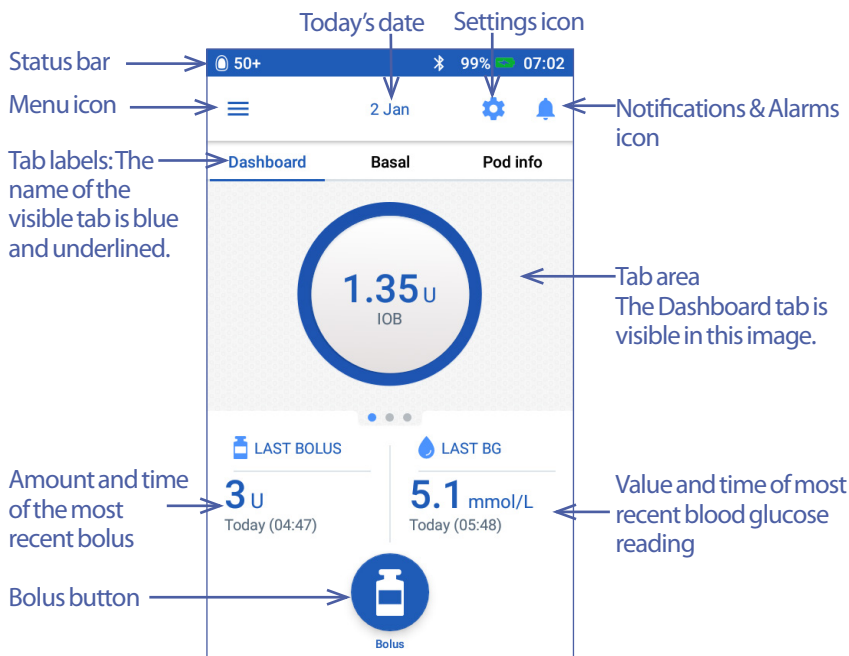 Today's date
Settings icon
Status bar
50+
99%
07:02
Menu icon
2 Jan
Notifications & Alarms
icon
Tab labels: The
name of the
visible tab is blue
and underlined.
Dashboard
Basal
Pod info
1.35 U
IOB
Tab area
The Dashboard tab is
visible in this image.
LAST BOLUS
LAST BG
Amount and time
of the most
recent bolus
3 U
Today (04:47)
5.1 mmol/L
Today (05:48)
Value and time of most
recent blood glucose
reading
Bolus button
Bolus